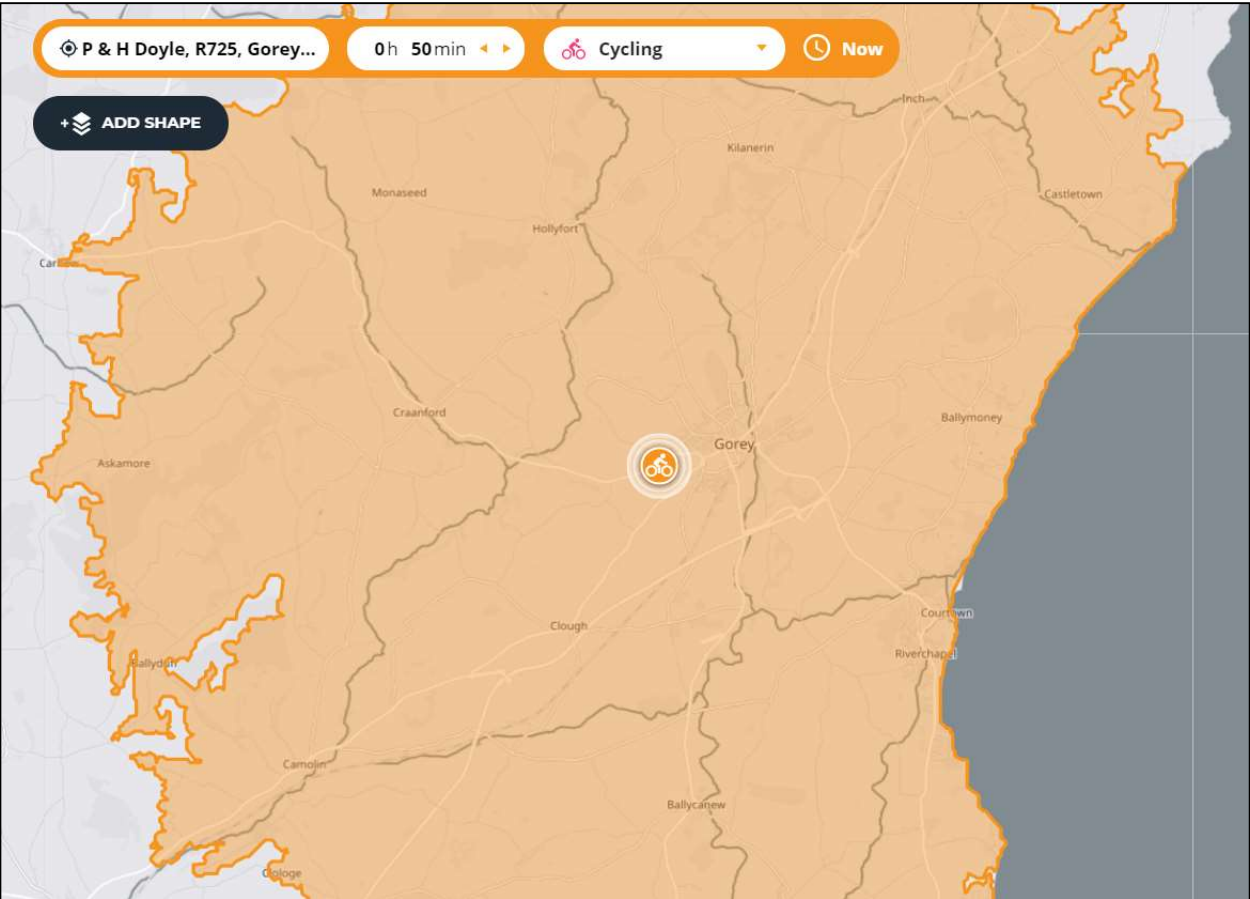 P & H Doyle, R725, Gorey...
0h 50min
Cycling
Now
+ ADD SHAPE
Inch
Kilanerin
Monaseed
Castletown
Hollyfort
Craanford
Ballymoney
Gorey
Askamore
Courtown
Clough
Riverchapel
Camolin
Ballycanew